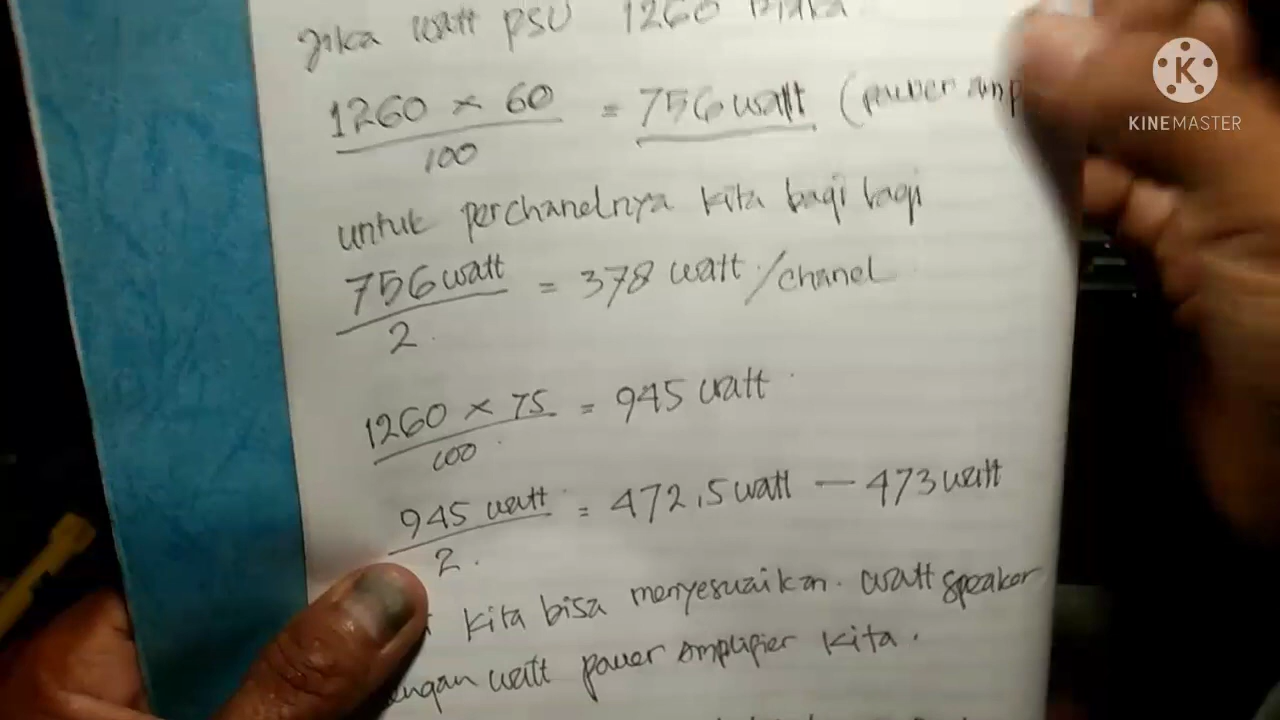 jika watt PSU 1260 maka
1260 x 60 = 756 watt (power amp
100
untuk perchanelnya kita bagi bagi
756 watt = 378 watt/chanel
2.
1260 x 75 = 945 watt
100
945 watt = 472,5 watt — 473 watt
2.
kita bisa menyesuaikan. watt speaker
dengan watt power amplifier kita.
KINEMASTER